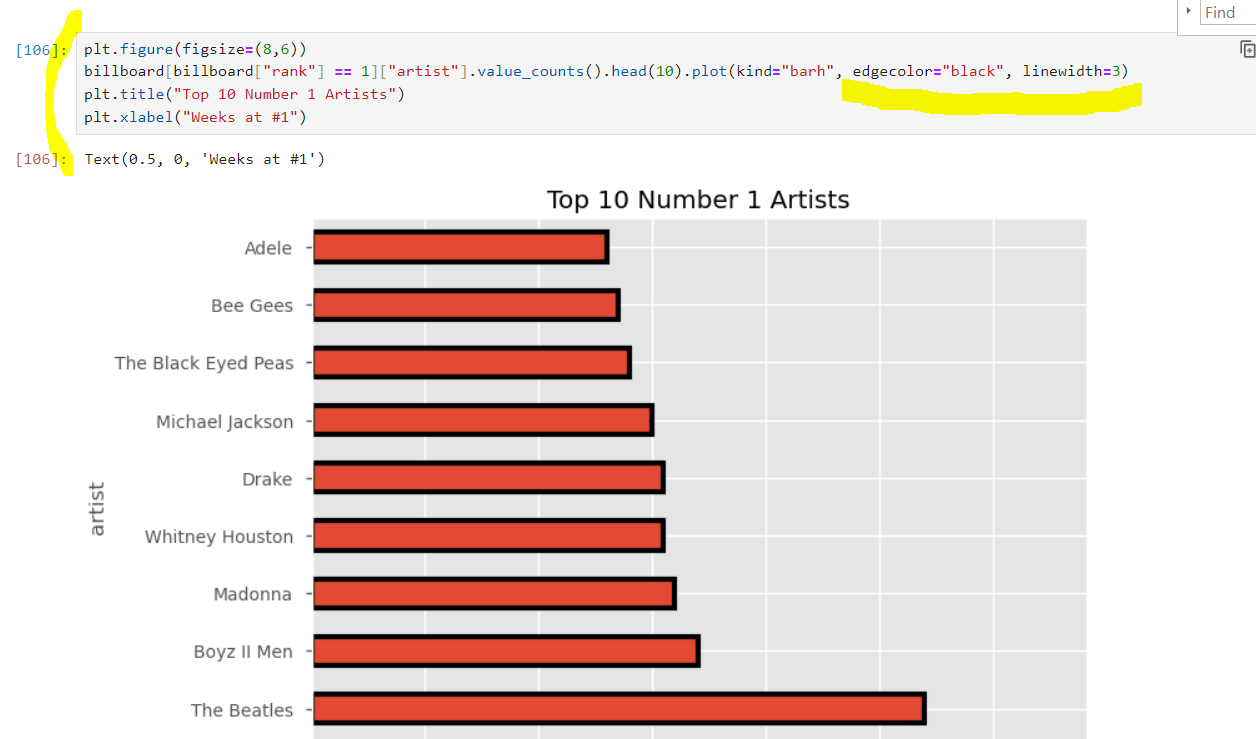 Find
[106]: plt.figure(figsize=(8,6))
billboard[billboard["rank"] == 1]["artist"].value_counts().head(10).plot(kind="barh", edgecolor="black", linewidth=3)
plt.title("Top 10 Number 1 Artists")
plt.xlabel("Weeks at #1")
[106]: Text(0.5, 0, 'Weeks at #1')
Top 10 Number 1 Artists
Adele
Bee Gees
The Black Eyed Peas
Michael Jackson
Drake
artist
Whitney Houston
Madonna
Boyz II Men
The Beatles